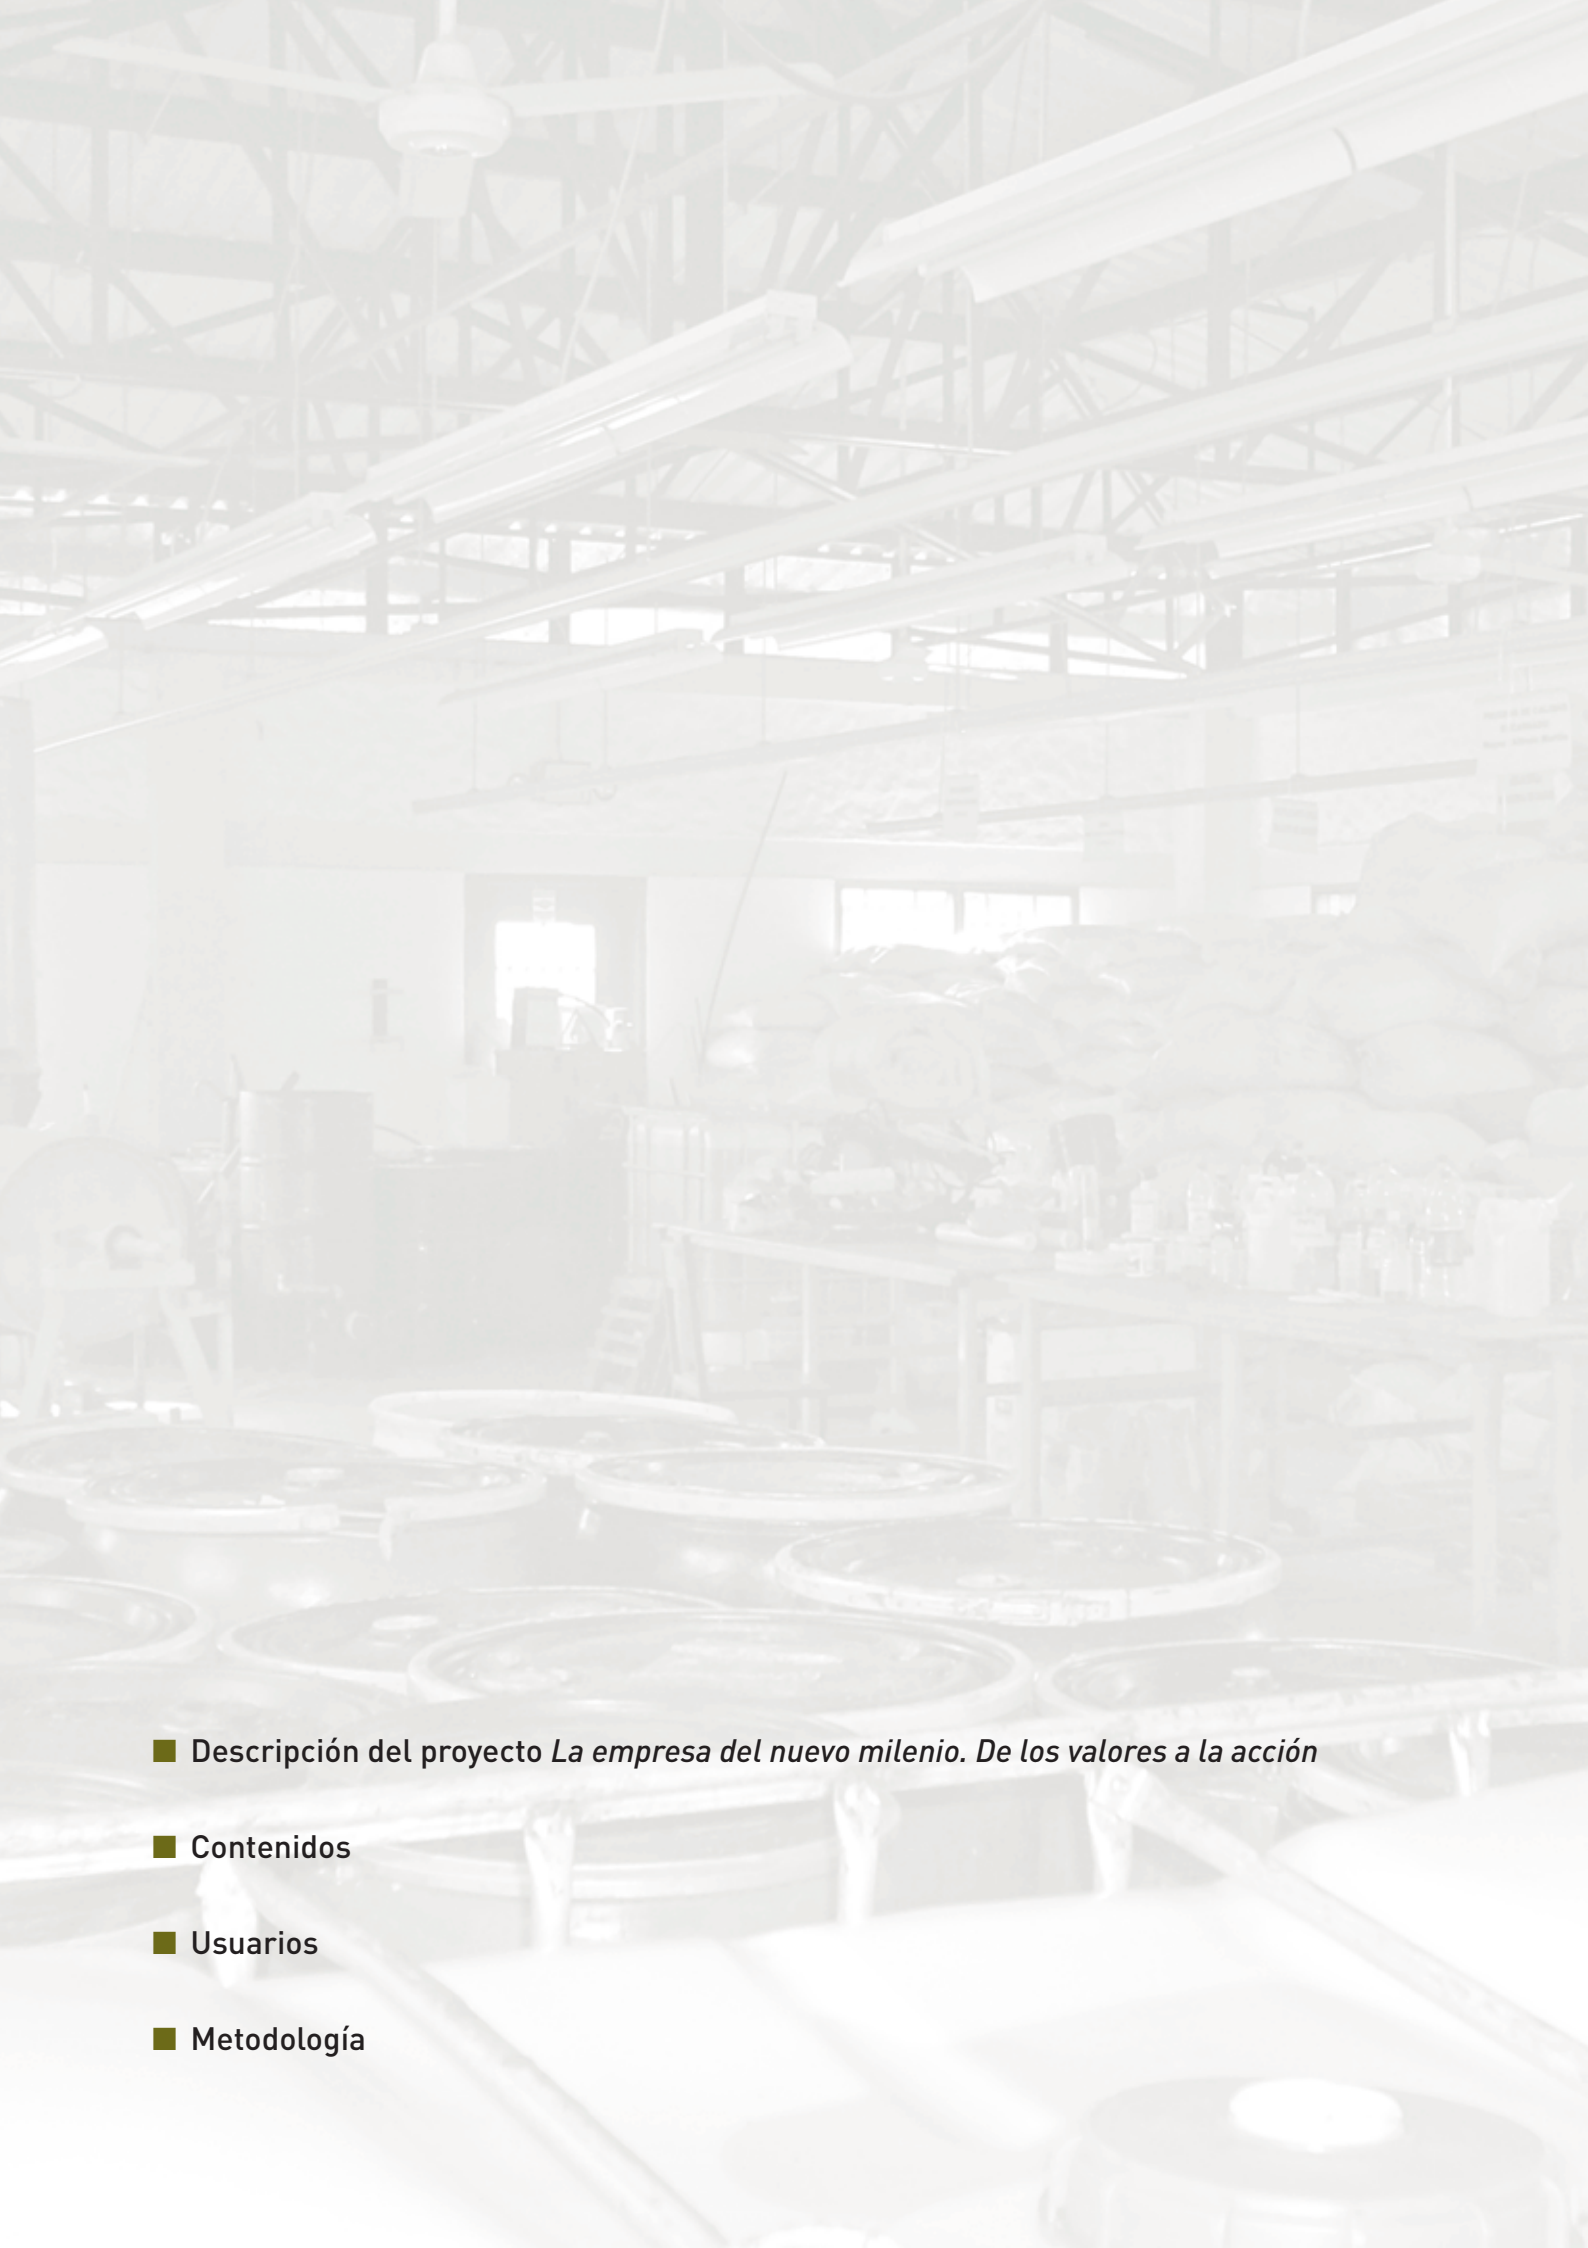 Descripción del proyecto La empresa del nuevo milenio. De los valores a la acción
Contenidos
Usuarios
Metodología